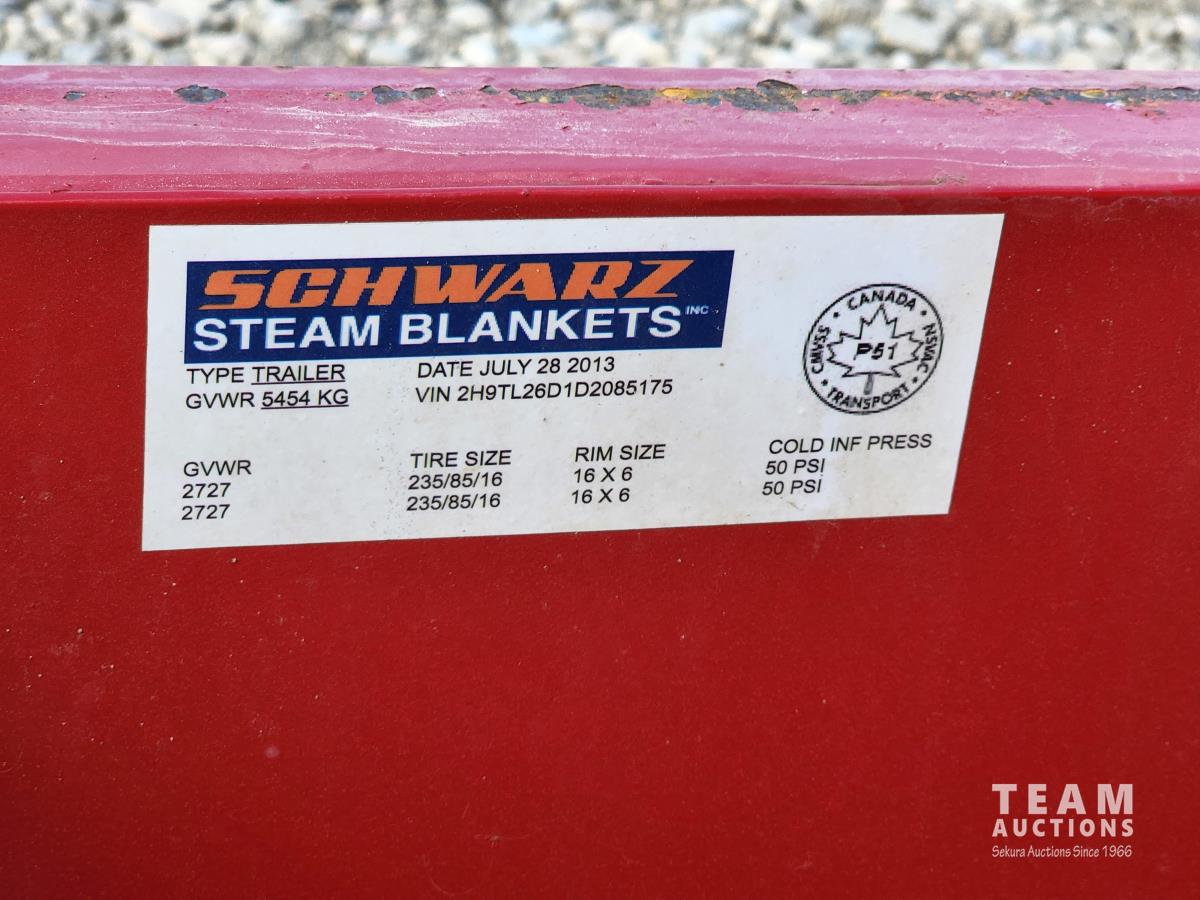 SCHWARZ
STEAM BLANKETS INC
TYPE TRAILER DATE JULY 28 2013
GVWR 5454 KG VIN 2H9TL26D1D2085175
CANADA
CMVSS P51 NSVAC
TRANSPORT
GVWR TIRE SIZE RIM SIZE COLD INF PRESS
2727 235/85/16 16 X 6 50 PSI
2727 235/85/16 16 X 6 50 PSI
TEAM
AUCTIONS
Sekura Auctions Since 1966